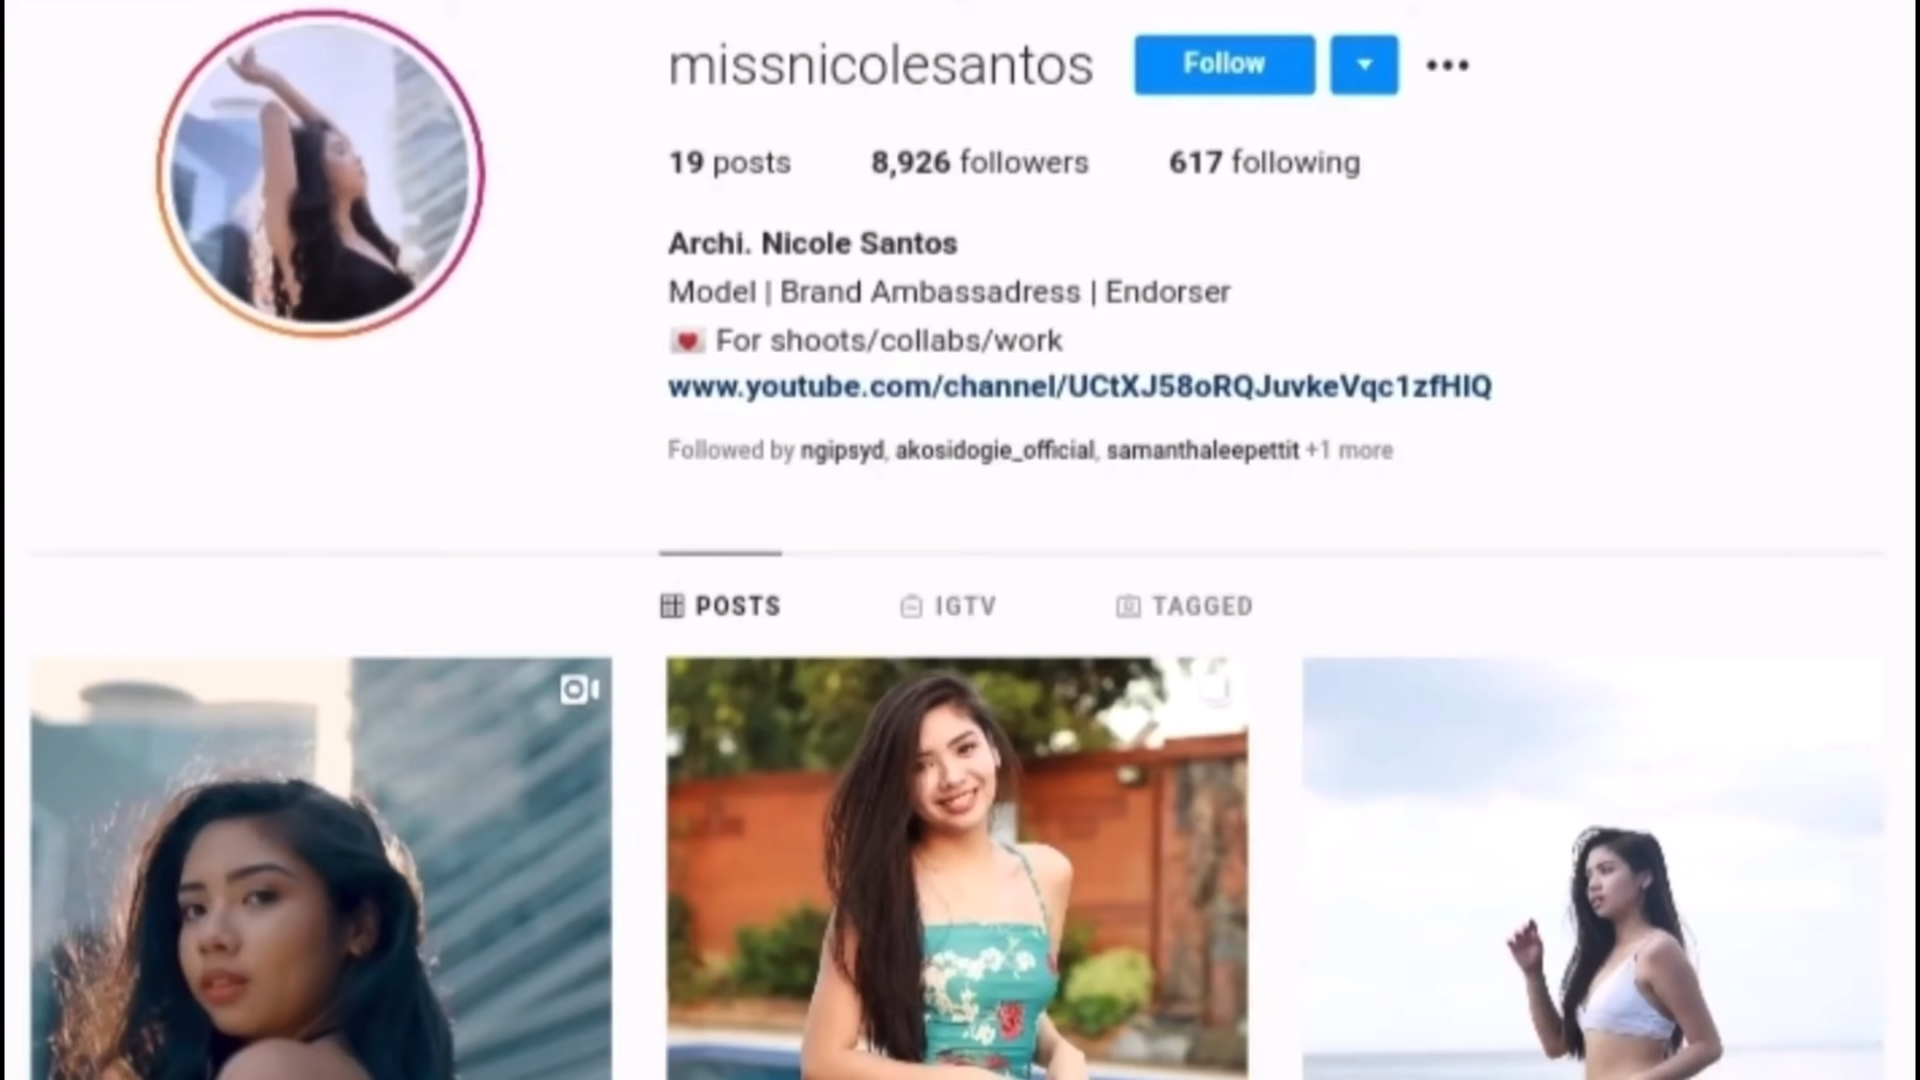 missnicolesantos Follow
19 posts 8,926 followers 617 following
Archi. Nicole Santos
Model | Brand Ambassadress | Endorser
For shoots/collabs/work
www.youtube.com/channel/UCtXJ58oRQJuvkeVqc1zfHIQ
Followed by ngipsyd, akosidogie_official, samanthaleepettit +1 more
POSTS IGTV TAGGED